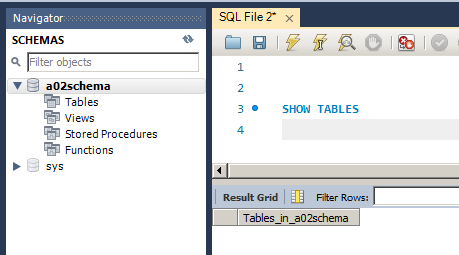 Navigator
SCHEMAS
Filter objects
a02schema
Tables
Views
Stored Procedures
Functions
sys
SQL File 2*
1
2
3 SHOW TABLES
4
Result Grid Filter Rows:
Tables_in_a02schema